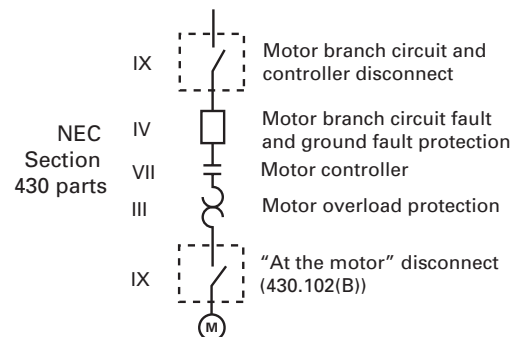 NEC
Section
430 parts
IX
Motor branch circuit and
controller disconnect
IV
Motor branch circuit fault
and ground fault protection
VII
Motor controller
III
Motor overload protection
IX
“At the motor” disconnect
(430.102(B))
M